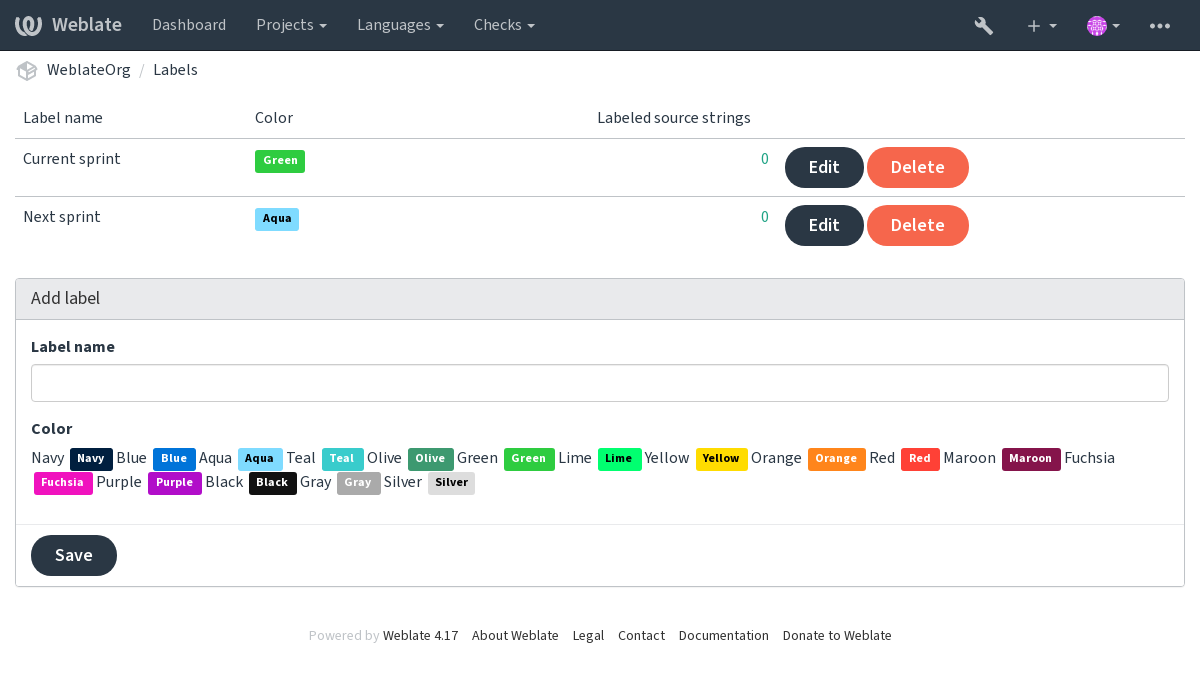 Weblate Dashboard Projects Languages Checks
WeblateOrg / Labels
Label name Color Labeled source strings
Current sprint Green 0 Edit Delete
Next sprint Aqua 0 Edit Delete
Add label
Label name
Color
Navy Navy Blue Blue Aqua Aqua Teal Teal Olive Olive Green Green Lime Lime Yellow Yellow Orange Orange Red Red Maroon Maroon Fuchsia
Fuchsia Purple Purple Black Black Gray Gray Silver Silver
Save
Powered by Weblate 4.17 About Weblate Legal Contact Documentation Donate to Weblate